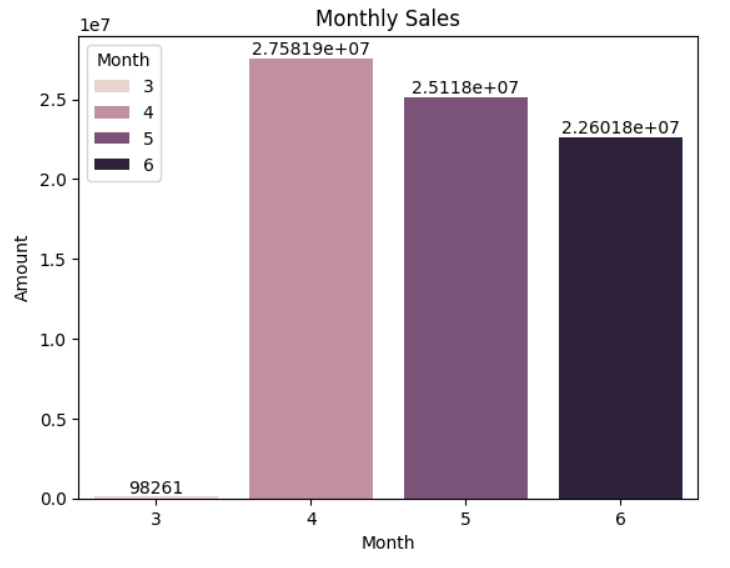 Monthly Sales
1e7
2.75819e+07
2.5118e+07
2.26018e+07
98261
Month
3
4
5
6
2.5
2.0
1.5
1.0
0.5
0.0
Amount
3 4 5 6
Month